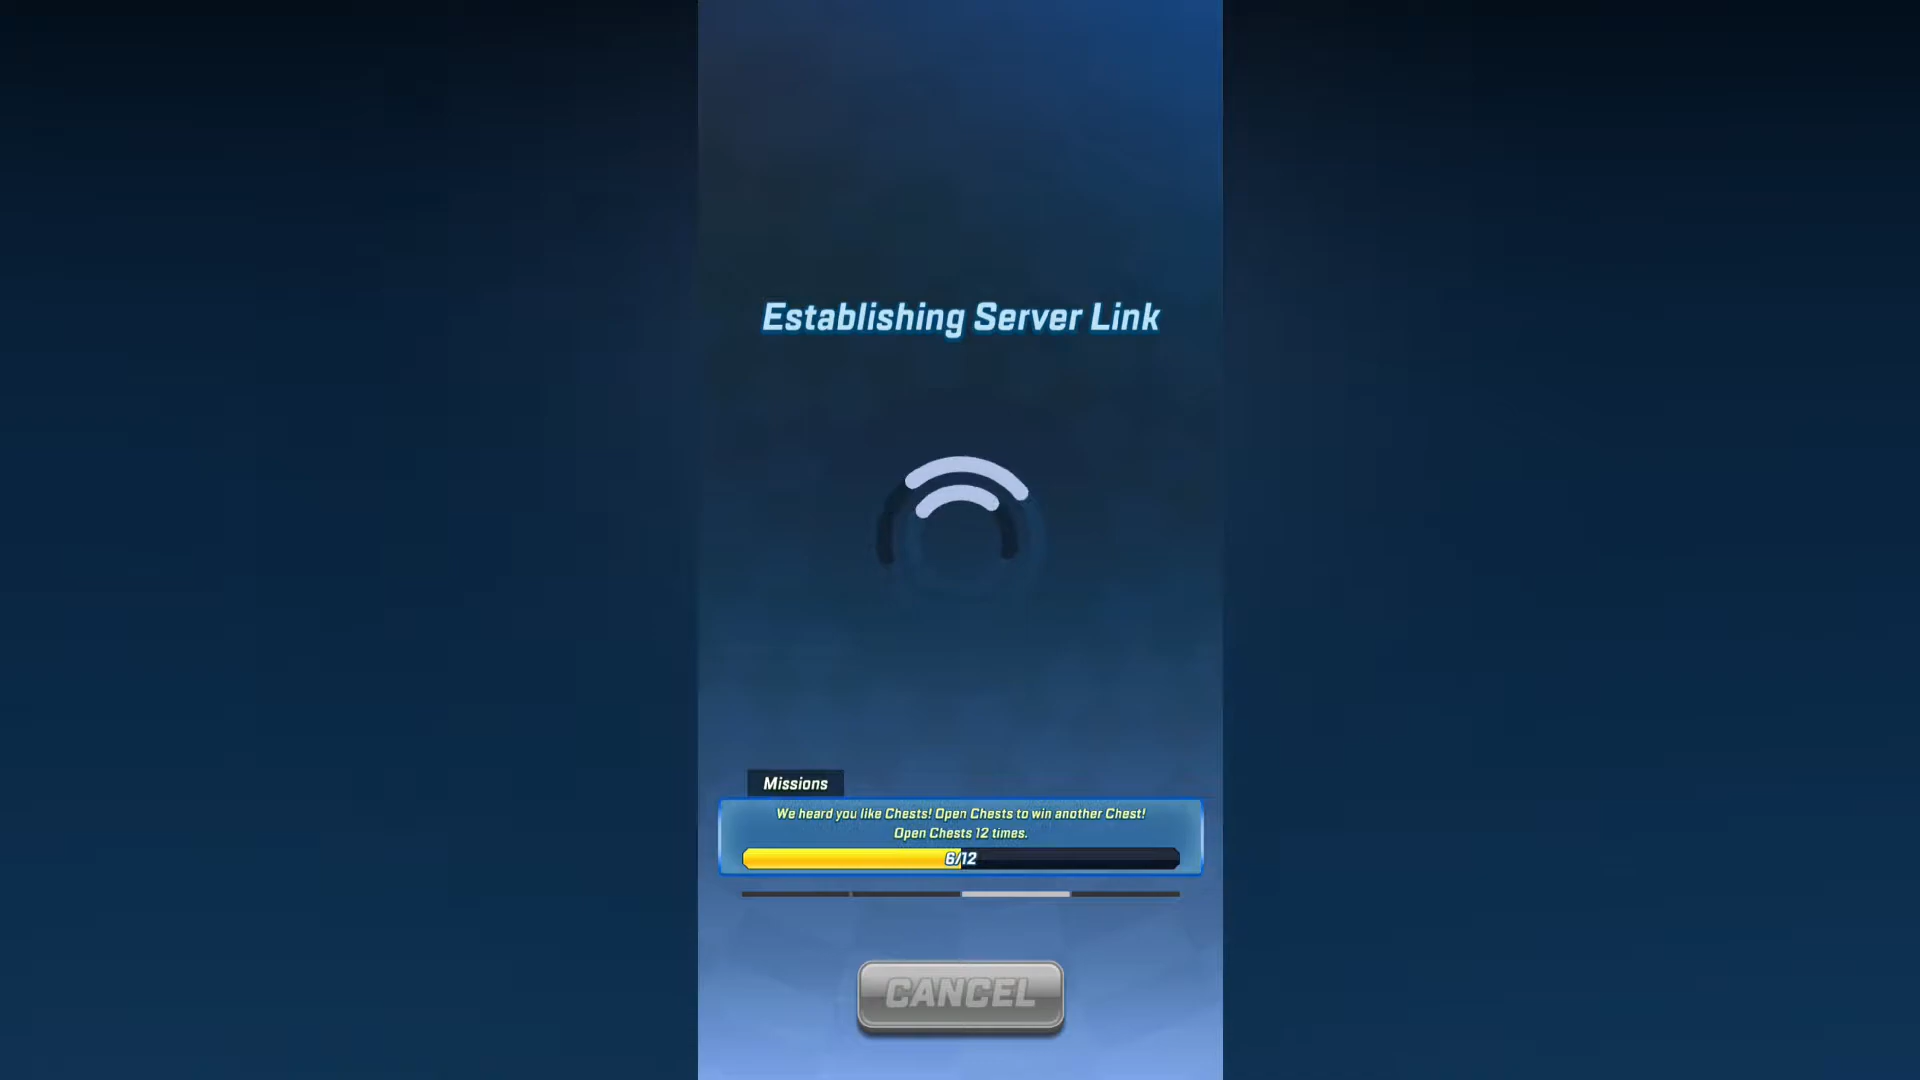 Establishing Server Link
Missions
We heard you like Chests! Open Chests to win another Chest!
Open Chests 12 times.
6/12
CANCEL